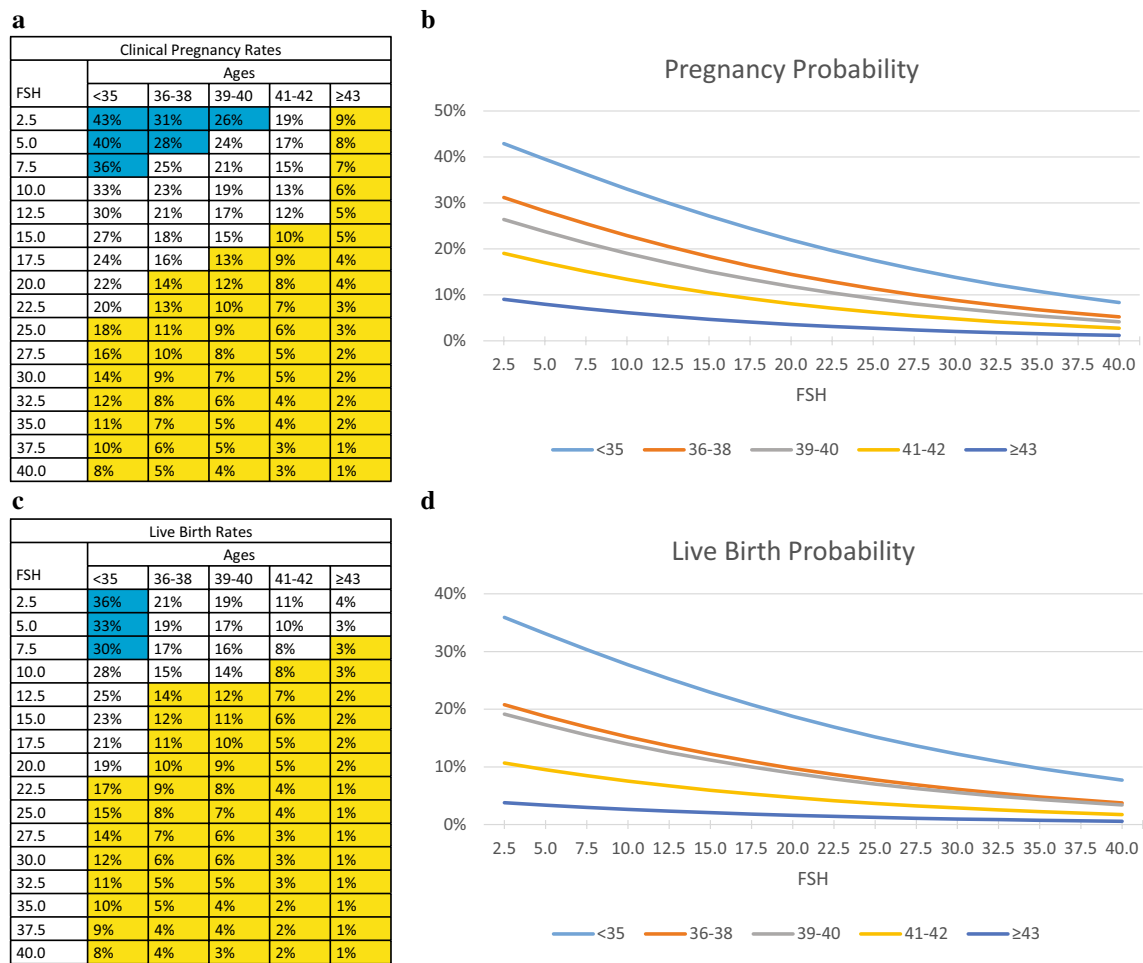 a
Clinical Pregnancy Rates
Ages
FSH <35 36-38 39-40 41-42 ≥43
2.5 43% 31% 26% 19% 9%
5.0 40% 28% 24% 17% 8%
7.5 36% 25% 21% 15% 7%
10.0 33% 23% 19% 13% 6%
12.5 30% 21% 17% 12% 5%
15.0 27% 18% 15% 10% 5%
17.5 24% 16% 13% 9% 4%
20.0 22% 14% 12% 8% 4%
22.5 20% 13% 10% 7% 3%
25.0 18% 11% 9% 6% 3%
27.5 16% 10% 8% 5% 2%
30.0 14% 9% 7% 5% 2%
32.5 12% 8% 6% 4% 2%
35.0 11% 7% 5% 4% 2%
37.5 10% 6% 5% 3% 1%
40.0 8% 5% 4% 3% 1%
b
Pregnancy Probability
50%
40%
30%
20%
10%
0%
2.5 5.0 7.5 10.0 12.5 15.0 17.5 20.0 22.5 25.0 27.5 30.0 32.5 35.0 37.5 40.0
FSH
<35 36-38 39-40 41-42 ≥43
c
Live Birth Rates
Ages
FSH <35 36-38 39-40 41-42 ≥43
2.5 36% 21% 19% 11% 4%
5.0 33% 19% 17% 10% 3%
7.5 30% 17% 16% 8% 3%
10.0 28% 15% 14% 8% 3%
12.5 25% 14% 12% 7% 2%
15.0 23% 12% 11% 6% 2%
17.5 21% 11% 10% 5% 2%
20.0 19% 10% 9% 5% 2%
22.5 17% 9% 8% 4% 1%
25.0 15% 8% 7% 4% 1%
27.5 14% 7% 6% 3% 1%
30.0 12% 6% 6% 3% 1%
32.5 11% 5% 5% 3% 1%
35.0 10% 5% 4% 2% 1%
37.5 9% 4% 4% 2% 1%
40.0 8% 4% 3% 2% 1%
d
Live Birth Probability
40%
30%
20%
10%
0%
2.5 5.0 7.5 10.0 12.5 15.0 17.5 20.0 22.5 25.0 27.5 30.0 32.5 35.0 37.5 40.0
FSH
<35 36-38 39-40 41-42 ≥43